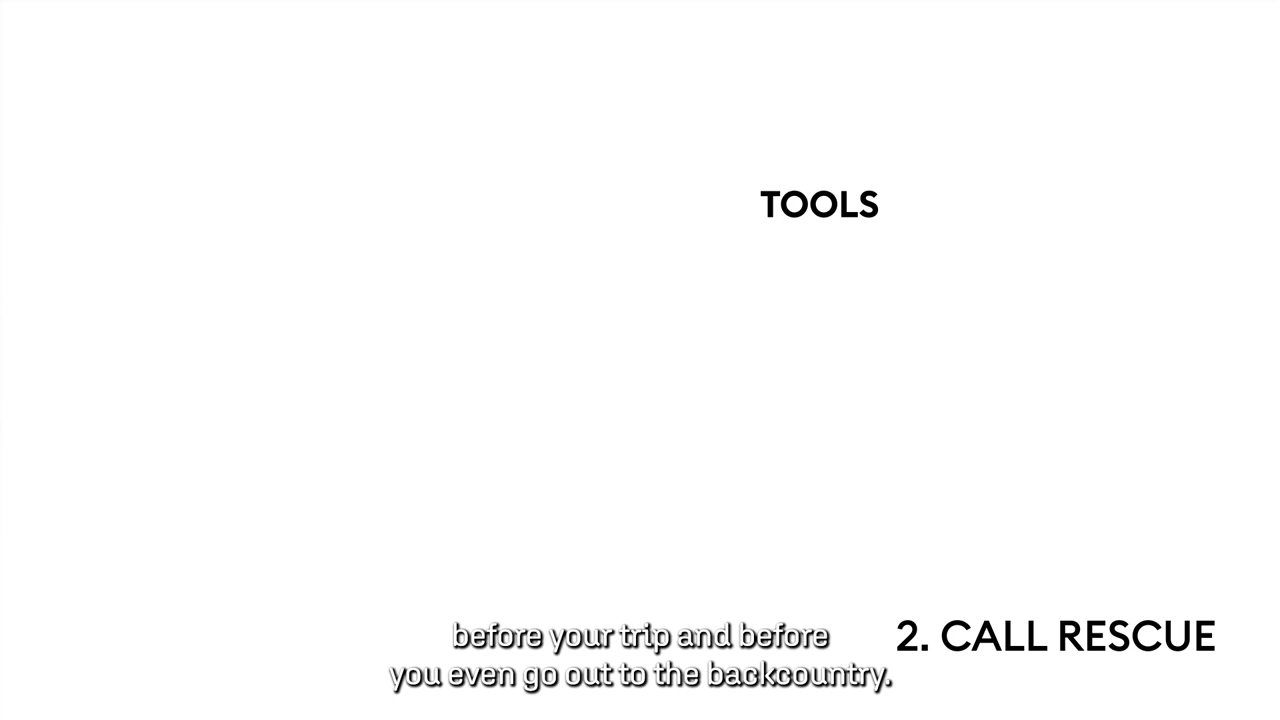 TOOLS
before your trip and before
you even go out to the backcountry.
2. CALL RESCUE